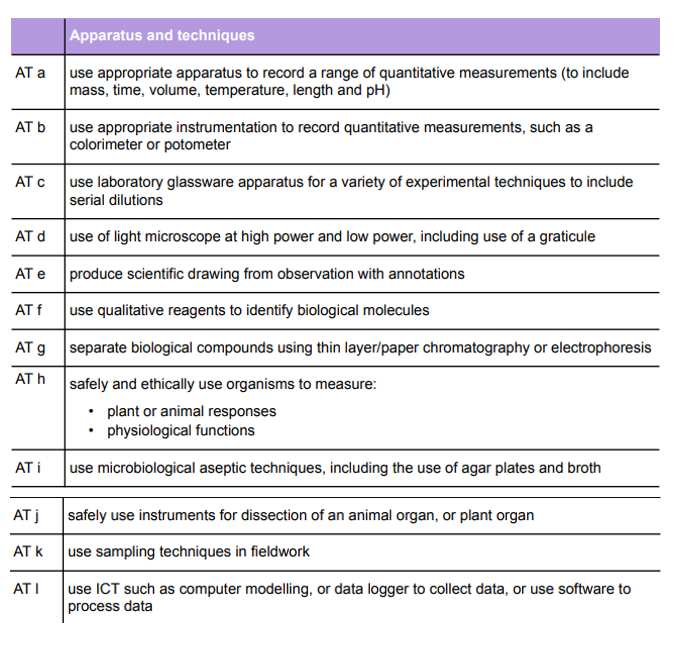 Apparatus and techniques
AT a
use appropriate apparatus to record a range of quantitative measurements (to include
mass, time, volume, temperature, length and pH)
AT b
use appropriate instrumentation to record quantitative measurements, such as a
colorimeter or potometer
AT c
use laboratory glassware apparatus for a variety of experimental techniques to include
serial dilutions
AT d
use of light microscope at high power and low power, including use of a graticule
AT e
produce scientific drawing from observation with annotations
AT f
use qualitative reagents to identify biological molecules
AT g
separate biological compounds using thin layer/paper chromatography or electrophoresis
AT h
safely and ethically use organisms to measure:
• plant or animal responses
• physiological functions
AT i
use microbiological aseptic techniques, including the use of agar plates and broth
AT j
safely use instruments for dissection of an animal organ, or plant organ
AT k
use sampling techniques in fieldwork
AT l
use ICT such as computer modelling, or data logger to collect data, or use software to
process data